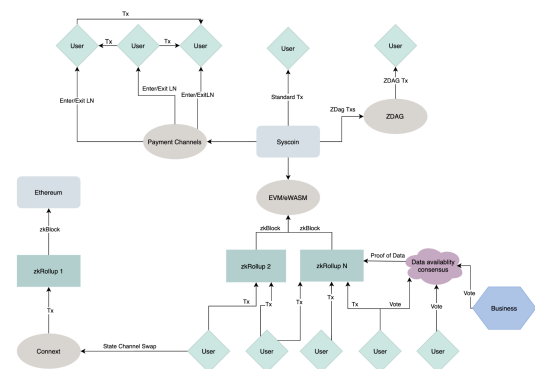 Tx
User
Tx
User
Tx
User
User
User
ZDAG Tx
Enter/Exit LN
Enter/Exit LN
Enter/ExitLN
Standard Tx
ZDag Txs
ZDAG
Payment Channels
Syscoin
Ethereum
EVM/eWASM
zkBlock
zkBlock
zkBlock
zkRollup 1
zkRollup 2
zkRollup N
Proof of Data
Data availablity
consensus
Tx
Tx
Tx
Tx
Tx
Tx
Vote
Vote
Vote
Business
Connext
State Channel Swap
User
User
User
User
User